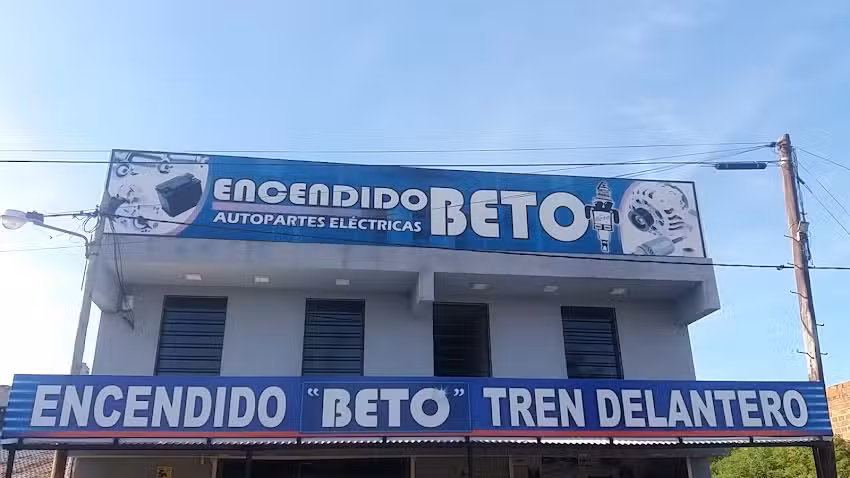 ENCENDIDO BETO
AUTOPARTES ELÉCTRICAS
ENCENDIDO "BETO" TREN DELANTERO